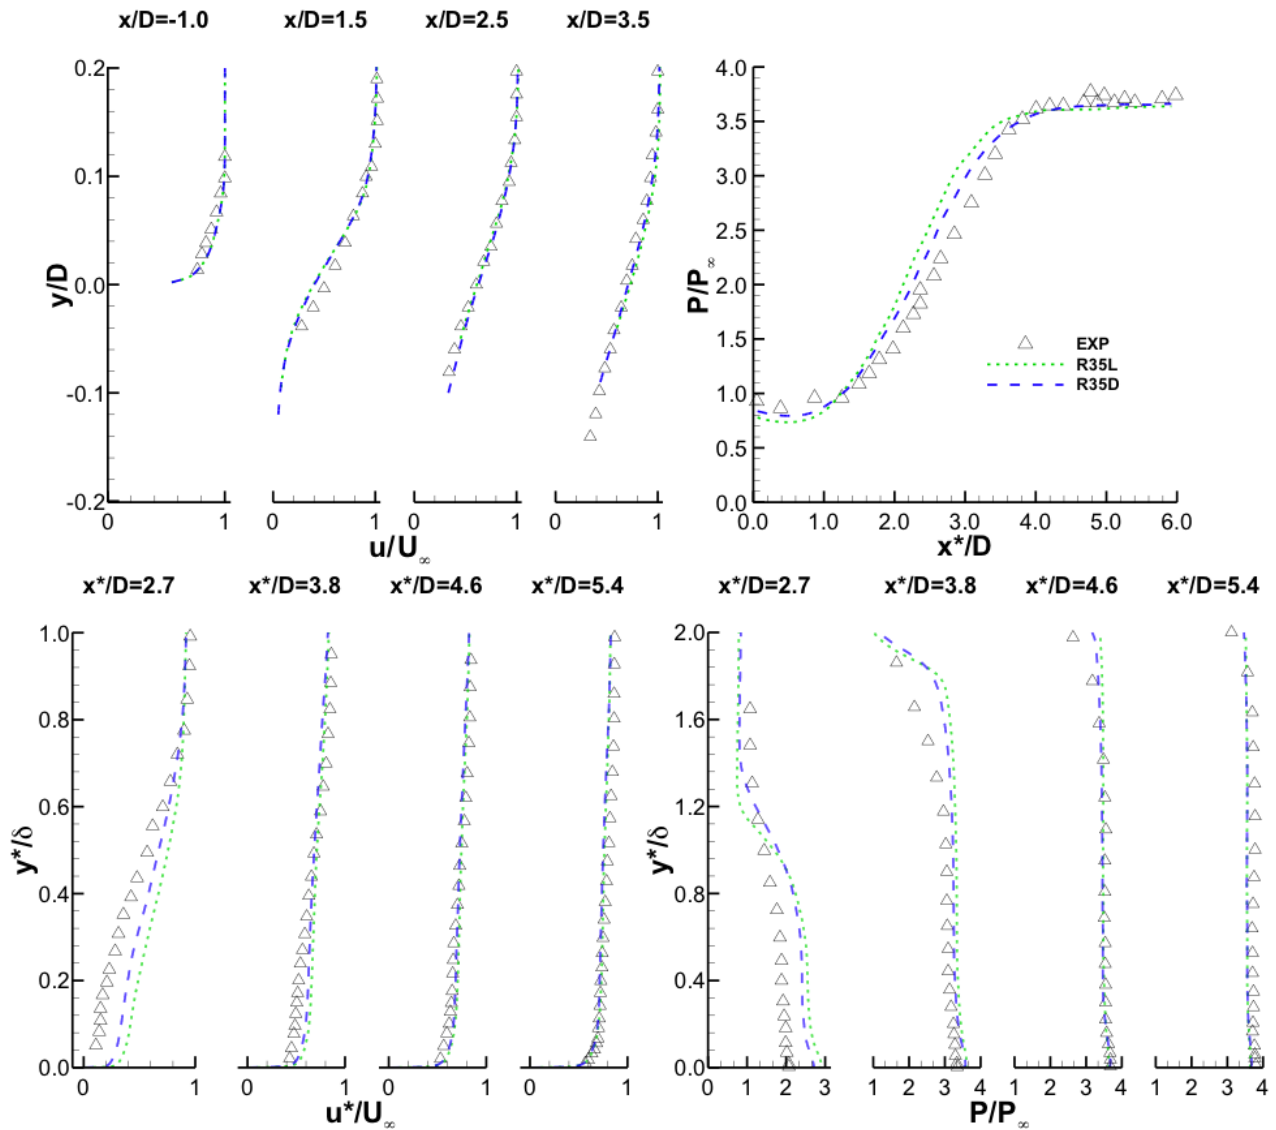 x/D=-1.0 x/D=1.5 x/D=2.5 x/D=3.5
0.2
0.1
0.0
-0.1
-0.2
y/D
0 1 0 1 0 1 0 1
u/U∞
4.0
3.5
3.0
2.5
2.0
1.5
1.0
0.5
0.0
P/P∞
EXP
R35L
R35D
0.0 1.0 2.0 3.0 4.0 5.0 6.0
x*/D
x*/D=2.7 x*/D=3.8 x*/D=4.6 x*/D=5.4
1.0
0.8
0.6
0.4
0.2
0.0
y*/δ
0 1 0 1 0 1 0 1
u*/U∞
x*/D=2.7 x*/D=3.8 x*/D=4.6 x*/D=5.4
2.0
1.6
1.2
0.8
0.4
0.0
y*/δ
0 1 2 3 1 2 3 4 1 2 3 4 1 2 3 4
P/P∞